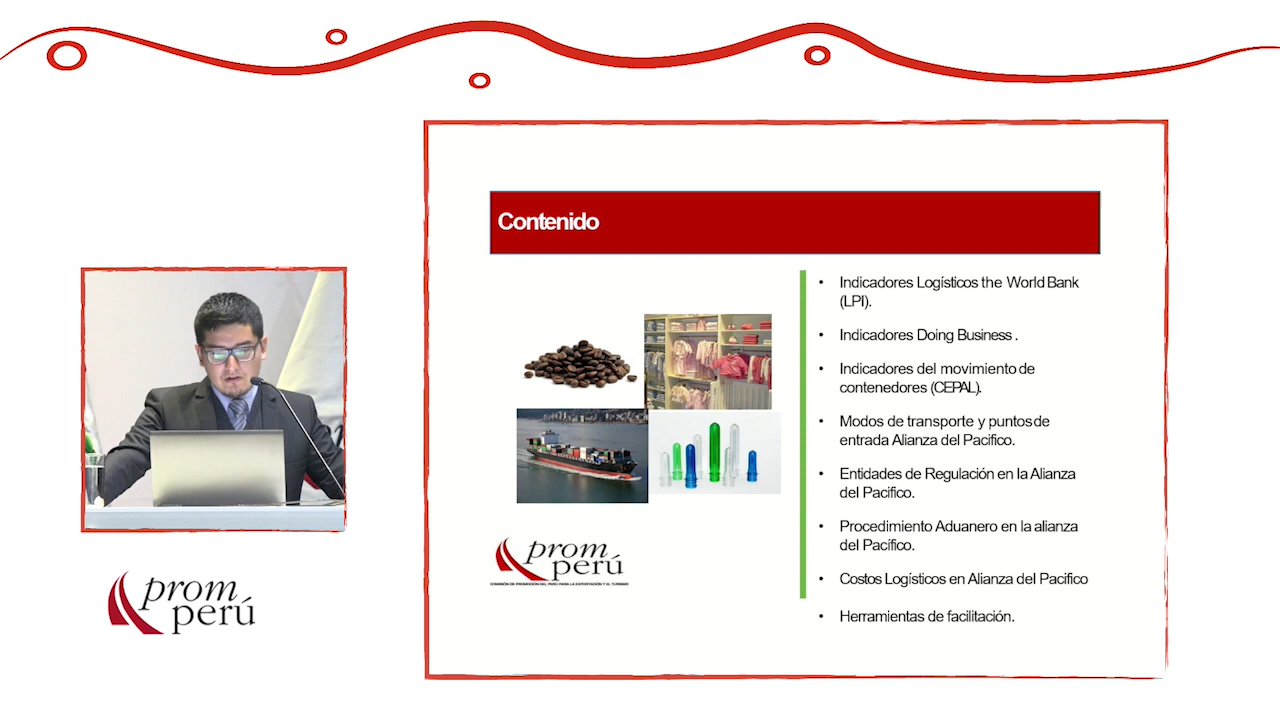 Contenido
• Indicadores Logísticos the World Bank
(LPI).
• Indicadores Doing Business .
• Indicadores del movimiento de
contenedores (CEPAL).
• Modos de transporte y puntos de
entrada Alianza del Pacifico.
• Entidades de Regulación en la Alianza
del Pacifico.
• Procedimiento Aduanero en la alianza
del Pacífico.
• Costos Logísticos en Alianza del Pacifico
• Herramientas de facilitación.
prom
perú
COMISIÓN DE PROMOCIÓN DEL PERÚ PARA LA EXPORTACIÓN Y EL TURISMO
prom
perú